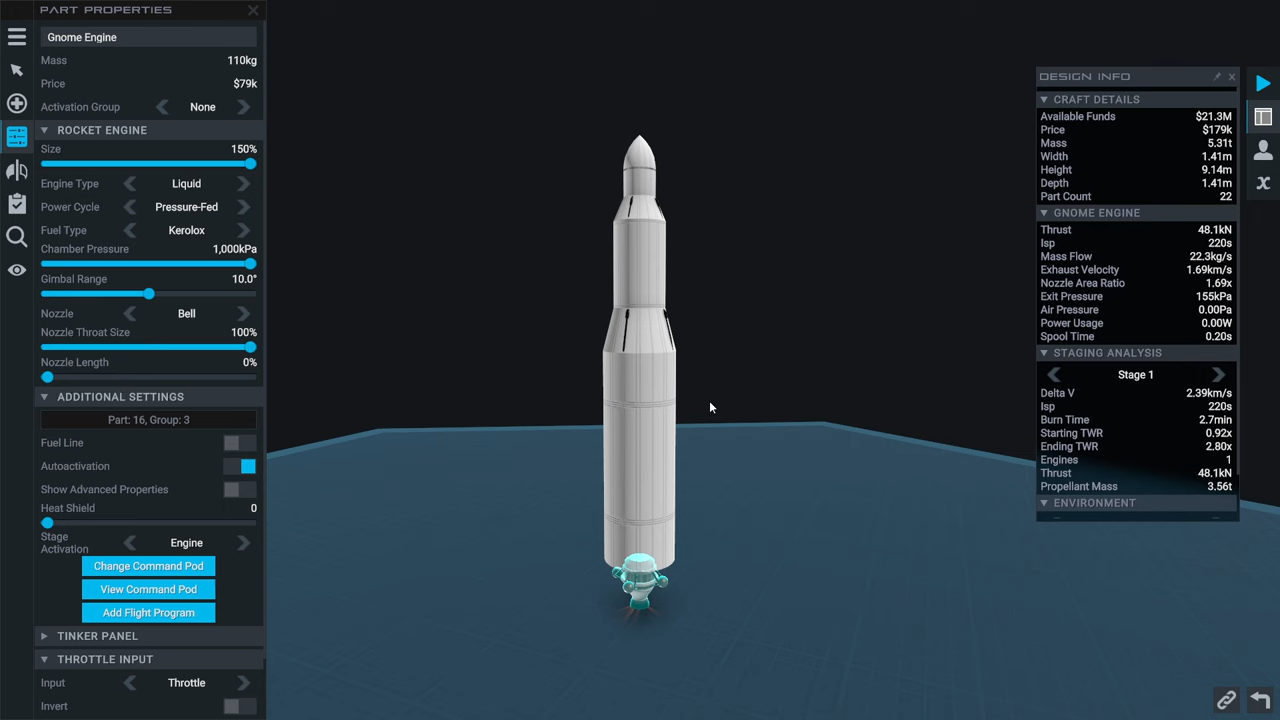 PART PROPERTIES
Gnome Engine
Mass 110kg
Price $79k
Activation Group None
ROCKET ENGINE
Size 150%
Engine Type Liquid
Power Cycle Pressure-Fed
Fuel Type Kerolox
Chamber Pressure 1,000kPa
Gimbal Range 10.0°
Nozzle Bell
Nozzle Throat Size 100%
Nozzle Length 0%
ADDITIONAL SETTINGS
Part: 16, Group: 3
Fuel Line
Autoactivation
Show Advanced Properties
Heat Shield 0
Stage Activation Engine
Change Command Pod
View Command Pod
Add Flight Program
TINKER PANEL
THROTTLE INPUT
Input Throttle
Invert
DESIGN INFO
CRAFT DETAILS
Available Funds $21.3M
Price $179k
Mass 5.31t
Width 1.41m
Height 9.14m
Depth 1.41m
Part Count 22
GNOME ENGINE
Thrust 48.1kN
Isp 220s
Mass Flow 22.3kg/s
Exhaust Velocity 1.69km/s
Nozzle Area Ratio 1.69x
Exit Pressure 155kPa
Air Pressure 0.00Pa
Power Usage 0.00W
Spool Time 0.20s
STAGING ANALYSIS
Stage 1
Delta V 2.39km/s
Isp 220s
Burn Time 2.7min
Starting TWR 0.92x
Ending TWR 2.80x
Engines 1
Thrust 48.1kN
Propellant Mass 3.56t
ENVIRONMENT